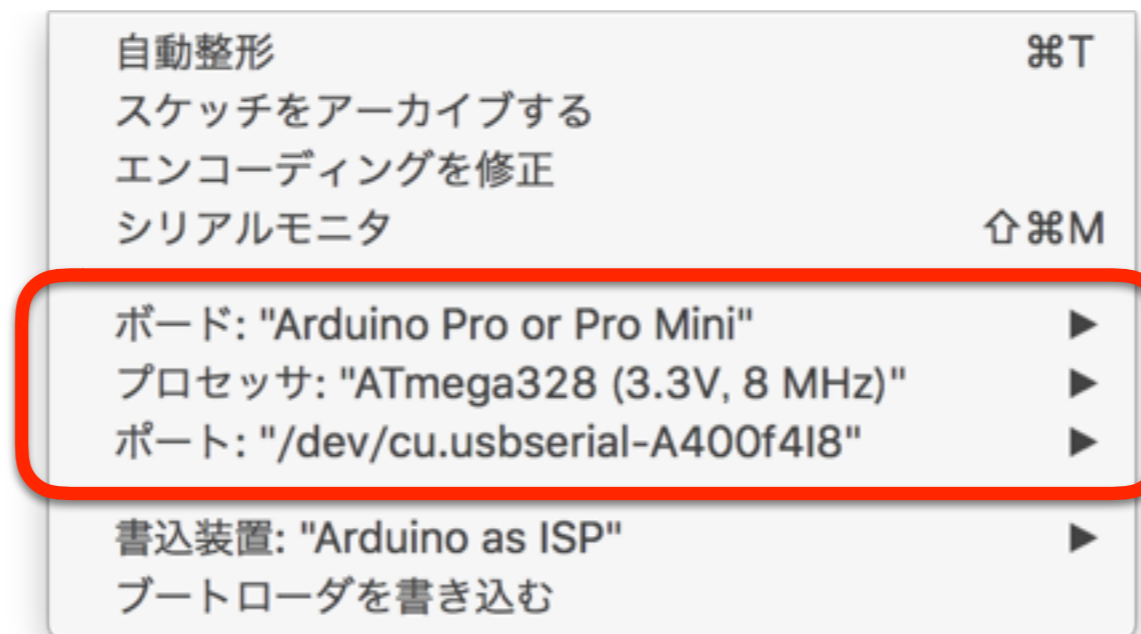 自動整形 ⌘T
スケッチをアーカイブする
エンコーディングを修正
シリアルモニタ ⇧⌘M
ボード: "Arduino Pro or Pro Mini" ▶
プロセッサ: "ATmega328 (3.3V, 8 MHz)" ▶
ポート: "/dev/cu.usbserial-A400f4I8" ▶
書込装置: "Arduino as ISP" ▶
ブートローダを書き込む